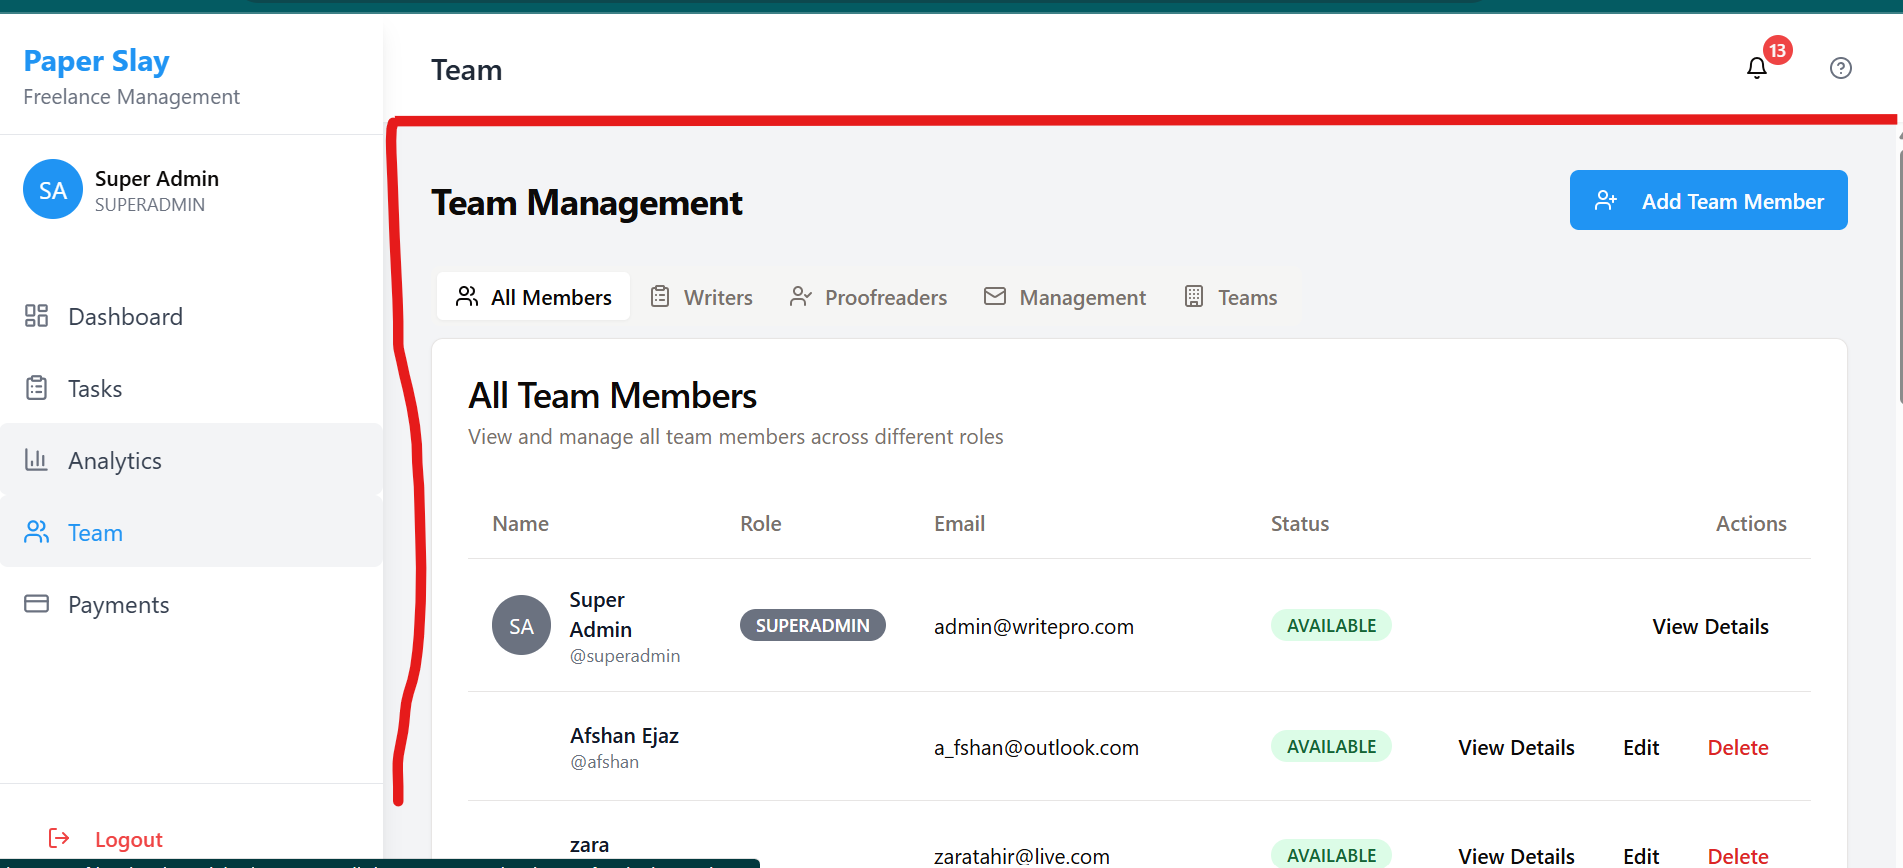 Paper Slay
Freelance Management
SA
Super Admin
SUPERADMIN
Dashboard
Tasks
Analytics
Team
Payments
Logout
Team
13
Team Management
Add Team Member
All Members
Writers
Proofreaders
Management
Teams
All Team Members
View and manage all team members across different roles
Name Role Email Status Actions
SA
Super
Admin
@superadmin
SUPERADMIN
admin@writepro.com
AVAILABLE
View Details
Afshan Ejaz
@afshan
a_fshan@outlook.com
AVAILABLE
View Details Edit Delete
zara
zaratahir@live.com
AVAILABLE
View Details Edit Delete